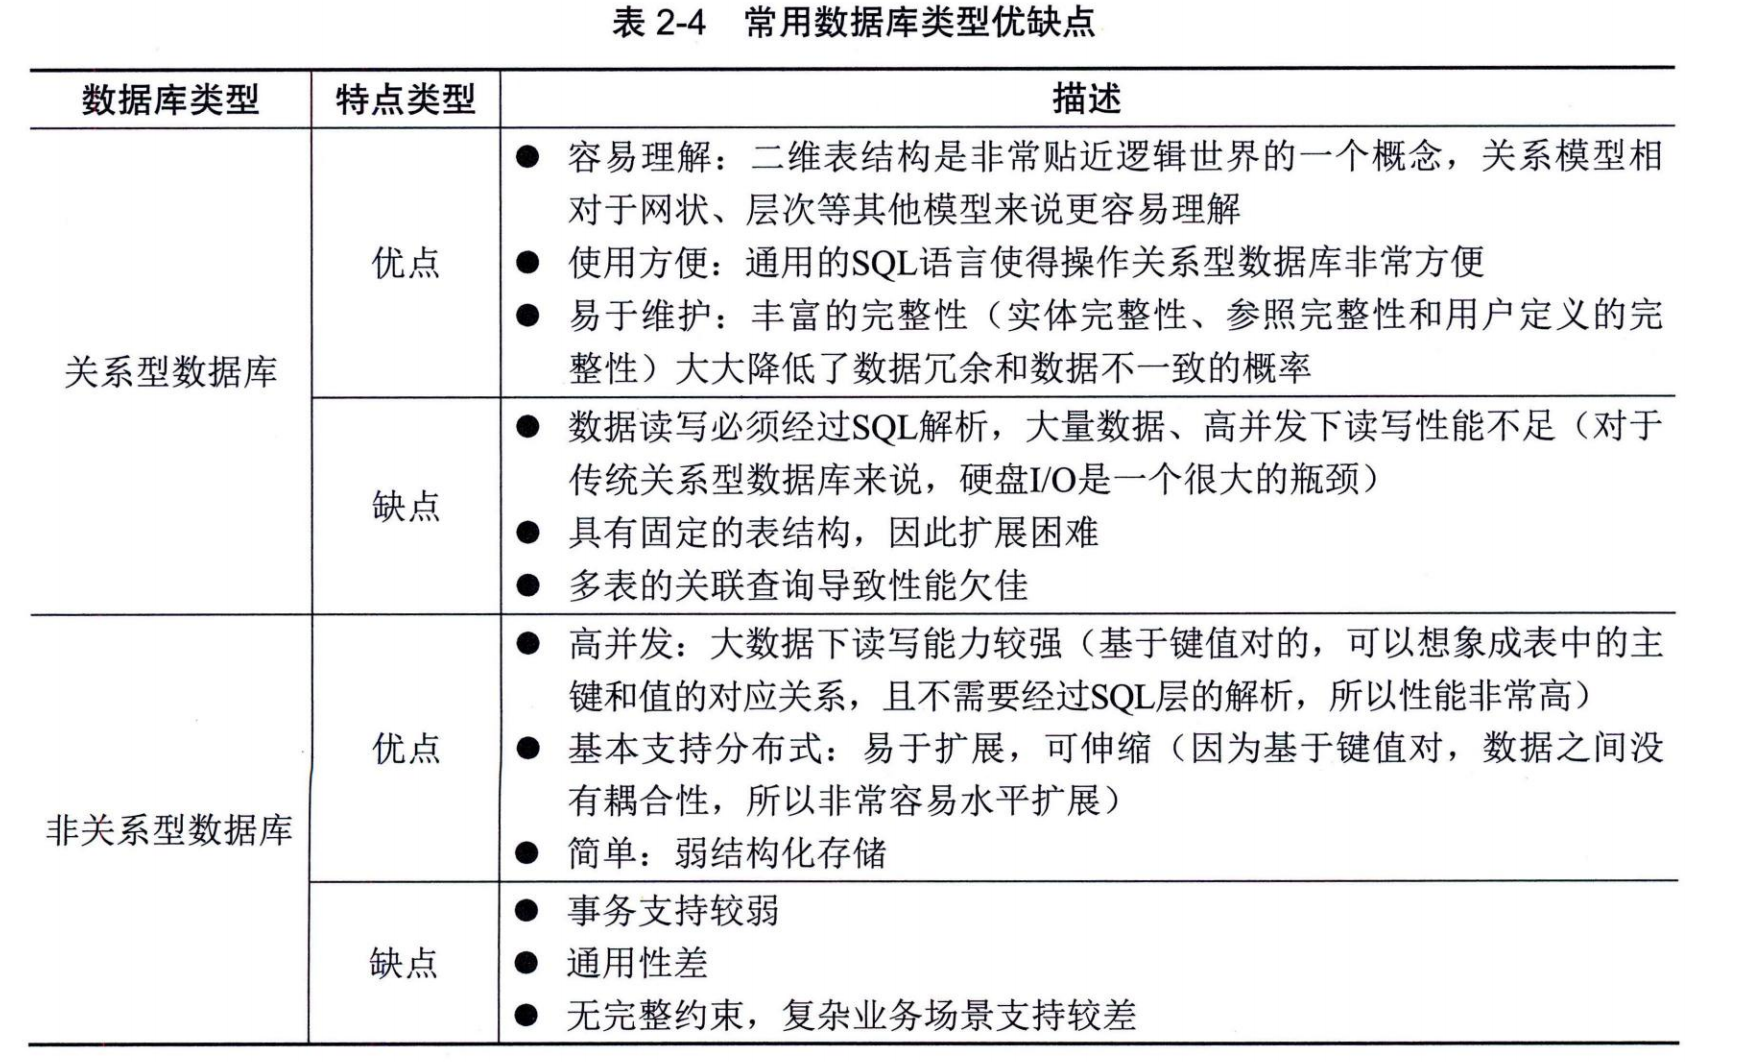 表 2-4 常用数据库类型优缺点
数据库类型 特点类型 描述
关系型数据库
优点
● 容易理解：二维表结构是非常贴近逻辑世界的一个概念，关系模型相
对于网状、层次等其他模型来说更容易理解
● 使用方便：通用的SQL语言使得操作关系型数据库非常方便
● 易于维护：丰富的完整性（实体完整性、参照完整性和用户定义的完
整性）大大降低了数据冗余和数据不一致的概率
缺点
● 数据读写必须经过SQL解析，大量数据、高并发下读写性能不足（对于
传统关系型数据库来说，硬盘I/O是一个很大的瓶颈）
● 具有固定的表结构，因此扩展困难
● 多表的关联查询导致性能欠佳
非关系型数据库
优点
● 高并发：大数据下读写能力较强（基于键值对的，可以想象成表中的主
键和值的对应关系，且不需要经过SQL层的解析，所以性能非常高）
● 基本支持分布式：易于扩展，可伸缩（因为基于键值对，数据之间没
有耦合性，所以非常容易水平扩展）
● 简单：弱结构化存储
缺点
● 事务支持较弱
● 通用性差
● 无完整约束，复杂业务场景支持较差